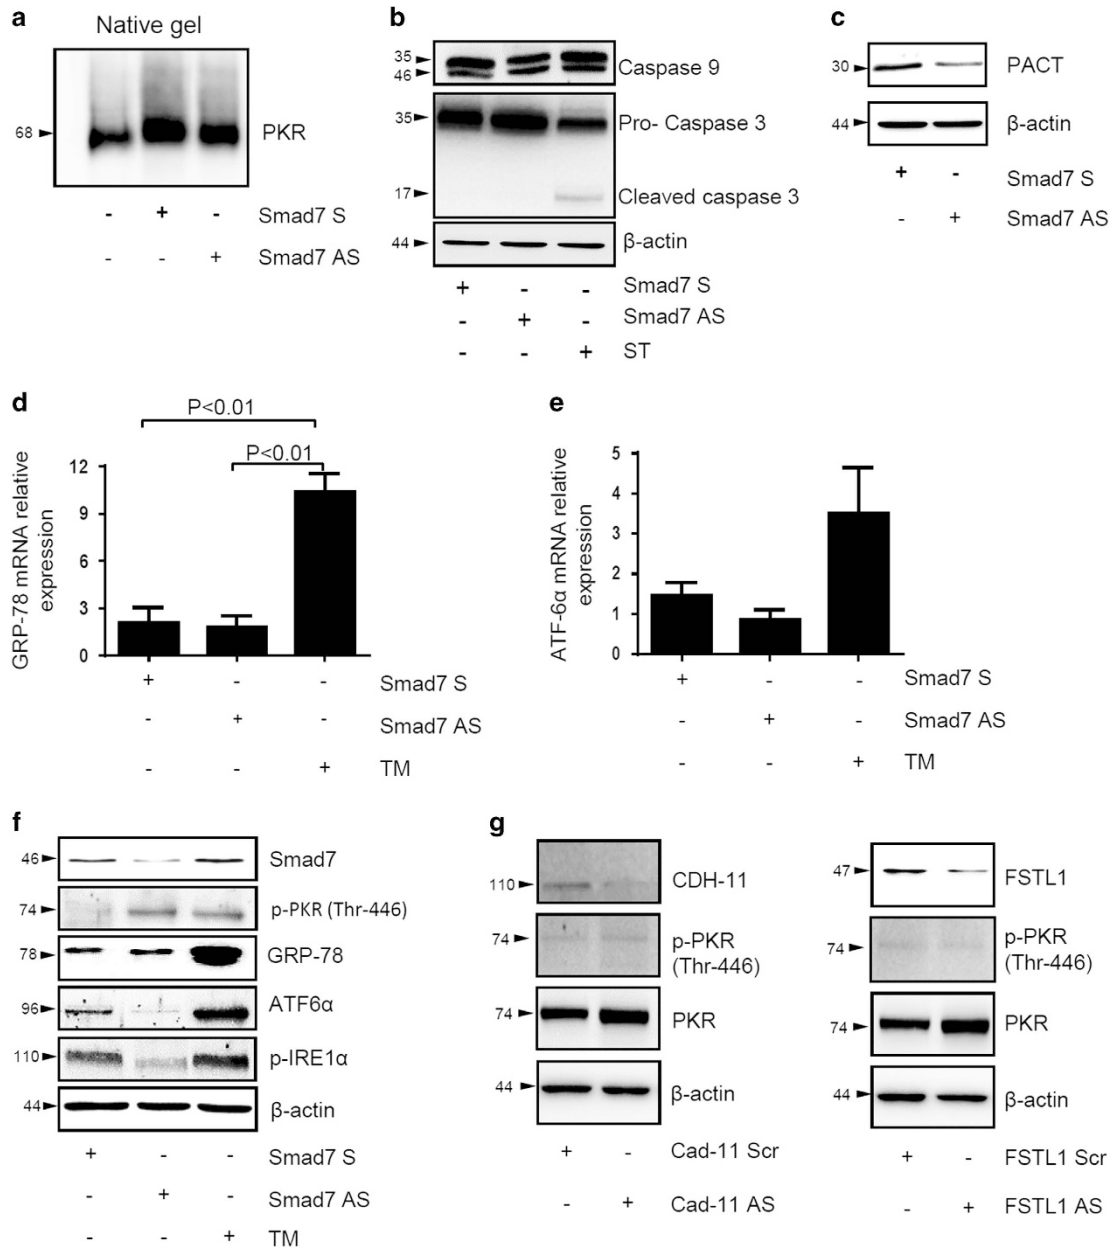 a
Native gel
68 PKR
- + - Smad7 S
- - + Smad7 AS
b
35
46 Caspase 9
35 Pro- Caspase 3
17 Cleaved caspase 3
44 β-actin
+ - - Smad7 S
- + - Smad7 AS
- - + ST
c
30 PACT
44 β-actin
+ - Smad7 S
- + Smad7 AS
d
P<0.01
P<0.01
GRP-78 mRNA relative
expression
12
9
6
3
0
+ - - Smad7 S
- + - Smad7 AS
- - + TM
e
ATF-6α mRNA relative
expression
5
4
3
2
1
0
+ - - Smad7 S
- + - Smad7 AS
- - + TM
f
46 Smad7
74 p-PKR (Thr-446)
78 GRP-78
96 ATF6α
110 p-IRE1α
44 β-actin
+ - - Smad7 S
- + - Smad7 AS
- - + TM
g
110 CDH-11
74 p-PKR
(Thr-446)
74 PKR
44 β-actin
+ - Cad-11 Scr
- + Cad-11 AS
47 FSTL1
74 p-PKR
(Thr-446)
74 PKR
44 β-actin
+ - FSTL1 Scr
- + FSTL1 AS